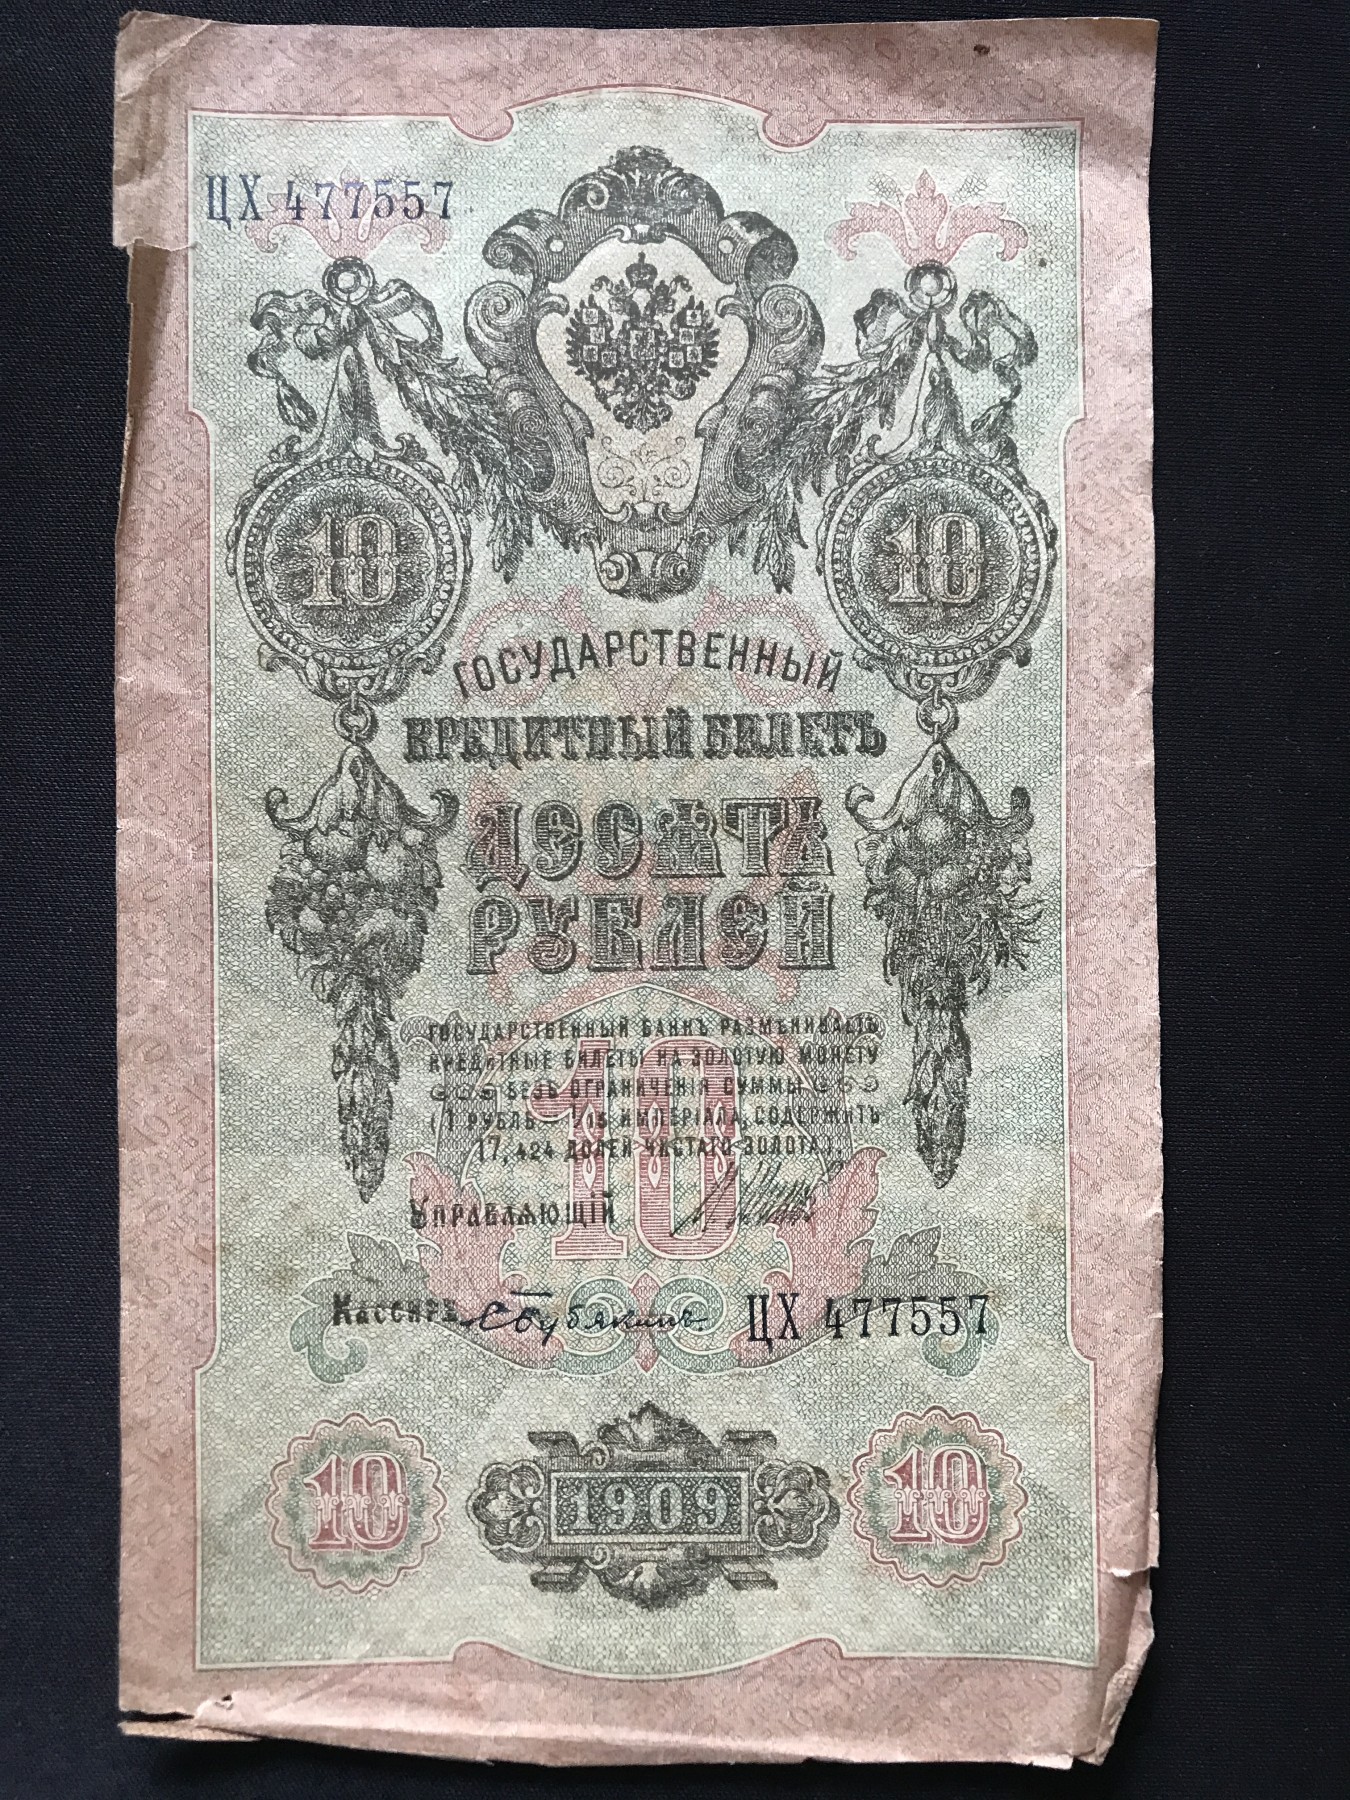 ЦХ 477557
10 10
ГОСУДАРСТВЕННЫЙ
КРЕДИТНЫЙ БИЛЕТЪ
ДЕСЯТЬ
РУБЛЕЙ
ГОСУДАРСТВЕННЫЙ БАНКЪ РАЗМѢНИВАЕТЪ
КРЕДИТНЫЕ БИЛЕТЫ НА ЗОЛОТУЮ МОНЕТУ
БЕЗЪ ОГРАНИЧЕНІЯ СУММЫ
(1 РУБЛЬ = 1/15 ИМПЕРІАЛА, СОДЕРЖИТЪ
17,424 ДОЛЕЙ ЧИСТАГО ЗОЛОТА).
10
УПРАВЛЯЮЩІЙ
КАССИРЪ ЦХ 477557
10 1909 10